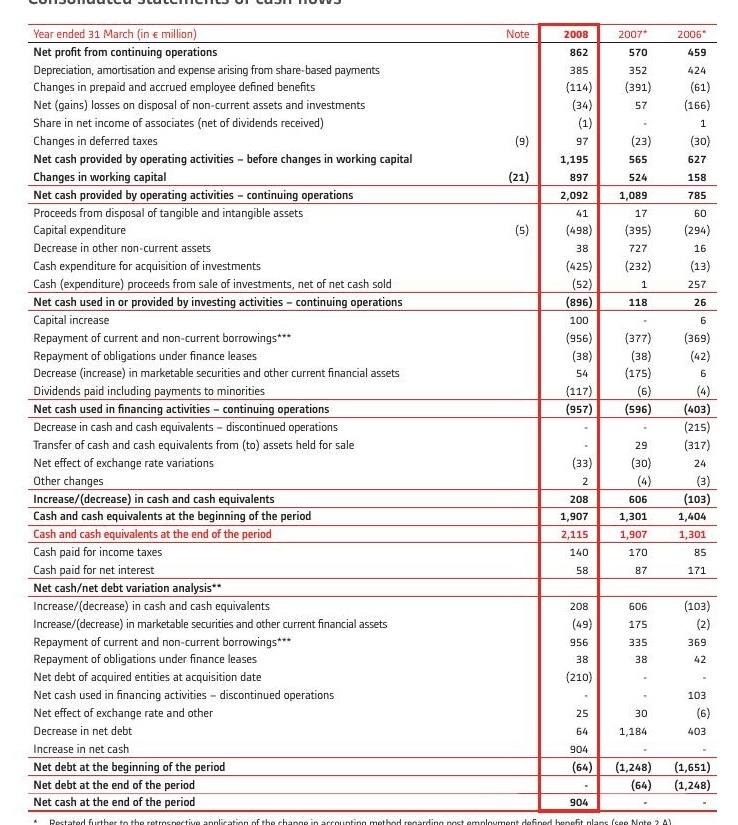 Consolidated statements of cash flows
Year ended 31 March (in € million) Note 2008 2007* 2006*
Net profit from continuing operations 862 570 459
Depreciation, amortisation and expense arising from share-based payments 385 352 424
Changes in prepaid and accrued employee defined benefits (114) (391) (61)
Net (gains) losses on disposal of non-current assets and investments (34) 57 (166)
Share in net income of associates (net of dividends received) (1) - 1
Changes in deferred taxes (9) 97 (23) (30)
Net cash provided by operating activities – before changes in working capital 1,195 565 627
Changes in working capital (21) 897 524 158
Net cash provided by operating activities – continuing operations 2,092 1,089 785
Proceeds from disposal of tangible and intangible assets 41 17 60
Capital expenditure (5) (498) (395) (294)
Decrease in other non-current assets 38 727 16
Cash expenditure for acquisition of investments (425) (232) (13)
Cash (expenditure) proceeds from sale of investments, net of net cash sold (52) 1 257
Net cash used in or provided by investing activities – continuing operations (896) 118 26
Capital increase 100 - 6
Repayment of current and non-current borrowings*** (956) (377) (369)
Repayment of obligations under finance leases (38) (38) (42)
Decrease (increase) in marketable securities and other current financial assets 54 (175) 6
Dividends paid including payments to minorities (117) (6) (4)
Net cash used in financing activities – continuing operations (957) (596) (403)
Decrease in cash and cash equivalents – discontinued operations - - (215)
Transfer of cash and cash equivalents from (to) assets held for sale - 29 (317)
Net effect of exchange rate variations (33) (30) 24
Other changes 2 (4) (3)
Increase/(decrease) in cash and cash equivalents 208 606 (103)
Cash and cash equivalents at the beginning of the period 1,907 1,301 1,404
Cash and cash equivalents at the end of the period 2,115 1,907 1,301
Cash paid for income taxes 140 170 85
Cash paid for net interest 58 87 171
Net cash/net debt variation analysis**
Increase/(decrease) in cash and cash equivalents 208 606 (103)
Increase/(decrease) in marketable securities and other current financial assets (49) 175 (2)
Repayment of current and non-current borrowings*** 956 335 369
Repayment of obligations under finance leases 38 38 42
Net debt of acquired entities at acquisition date (210) - -
Net cash used in financing activities – discontinued operations - - 103
Net effect of exchange rate and other 25 30 (6)
Decrease in net debt 64 1,184 403
Increase in net cash 904 - -
Net debt at the beginning of the period (64) (1,248) (1,651)
Net debt at the end of the period - (64) (1,248)
Net cash at the end of the period 904 - -
* Restated further to the retrospective application of the change in accounting method regarding post employment defined benefit plans (see Note 2.A)